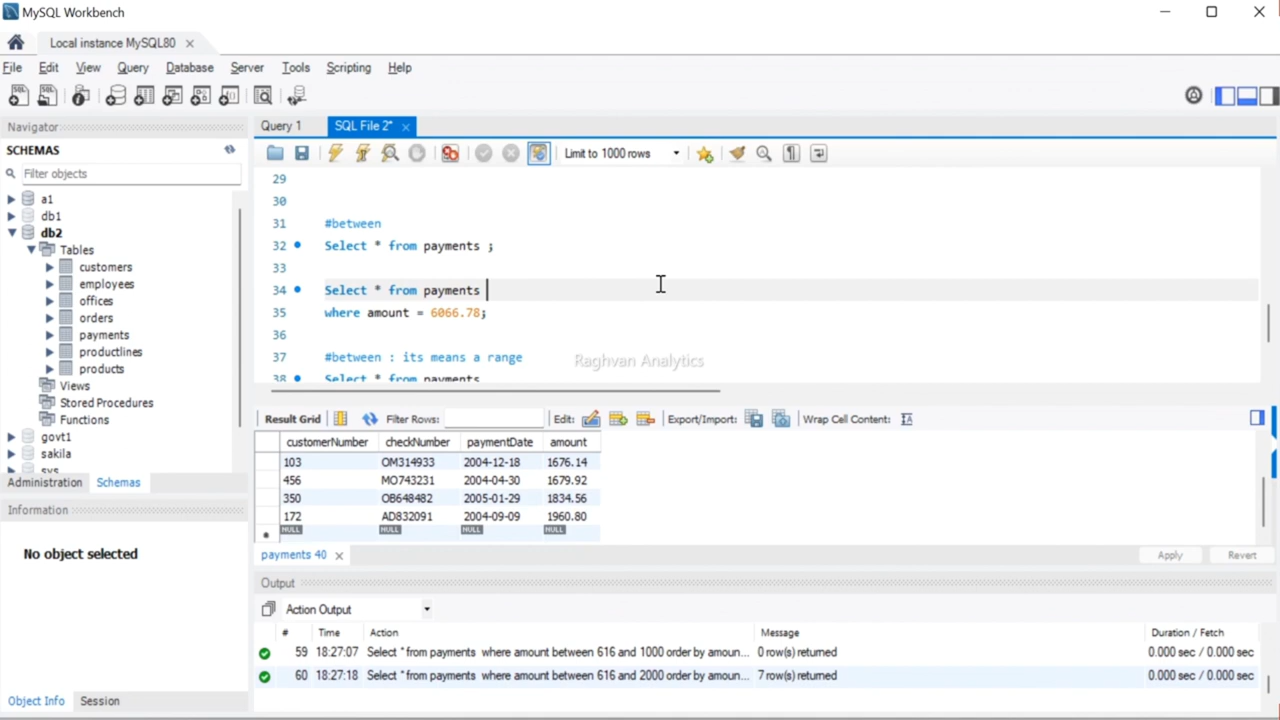 MySQL Workbench
Local instance MySQL80
File Edit View Query Database Server Tools Scripting Help
Navigator
SCHEMAS
Filter objects
a1
db1
db2
Tables
customers
employees
offices
orders
payments
productlines
products
Views
Stored Procedures
Functions
govt1
sakila
sys
Administration Schemas
Information
No object selected
Object Info Session
Query 1 SQL File 2*
Limit to 1000 rows
29
30
31 #between
32 Select * from payments ;
33
34 Select * from payments
35 where amount = 6066.78;
36
37 #between : its means a range
38 Select * from payments
Raghvan Analytics
Result Grid Filter Rows: Edit: Export/Import: Wrap Cell Content:
customerNumber checkNumber paymentDate amount
103 OM314933 2004-12-18 1676.14
456 MO743231 2004-04-30 1679.92
350 OB648482 2005-01-29 1834.56
172 AD832091 2004-09-09 1960.80
NULL NULL NULL NULL
payments 40
Apply Revert
Output
Action Output
# Time Action Message Duration / Fetch
59 18:27:07 Select * from payments where amount between 616 and 1000 order by amoun... 0 row(s) returned 0.000 sec / 0.000 sec
60 18:27:18 Select * from payments where amount between 616 and 2000 order by amoun... 7 row(s) returned 0.000 sec / 0.000 sec